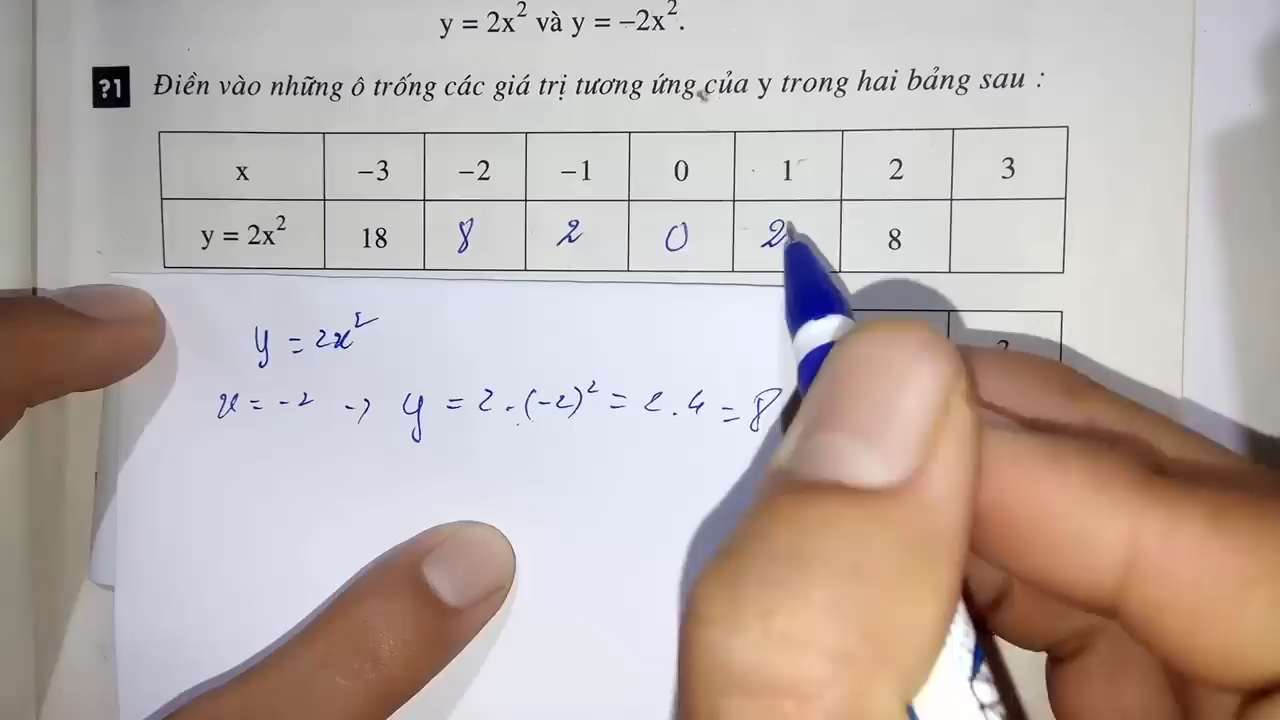 y = 2x² và y = –2x².
?1 Điền vào những ô trống các giá trị tương ứng của y trong hai bảng sau :
x –3 –2 –1 0 1 2 3
y = 2x² 18 8 2 0 2 8
y = 2x²
x = -2 → y = 2 . (-2)² = 2 . 4 = 8